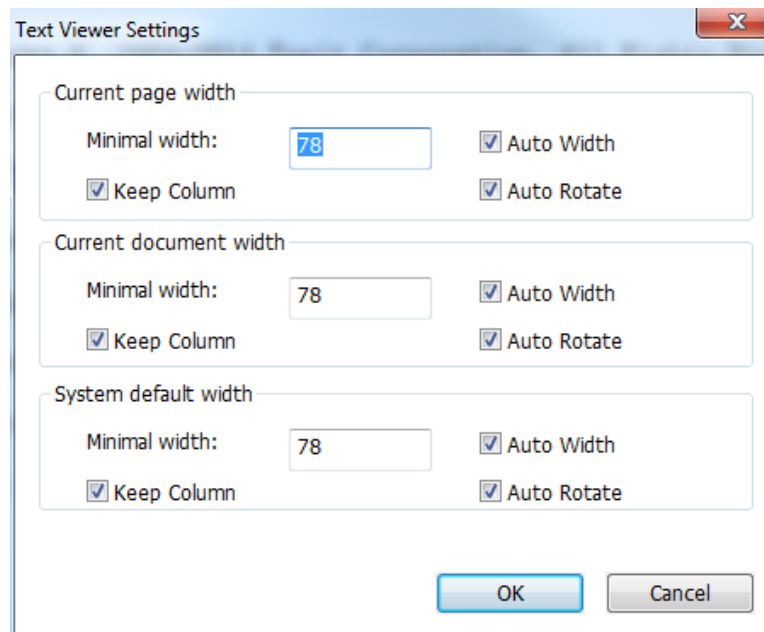 Text Viewer Settings
Current page width
Minimal width: 78 Auto Width
Keep Column Auto Rotate
Current document width
Minimal width: 78 Auto Width
Keep Column Auto Rotate
System default width
Minimal width: 78 Auto Width
Keep Column Auto Rotate
OK Cancel